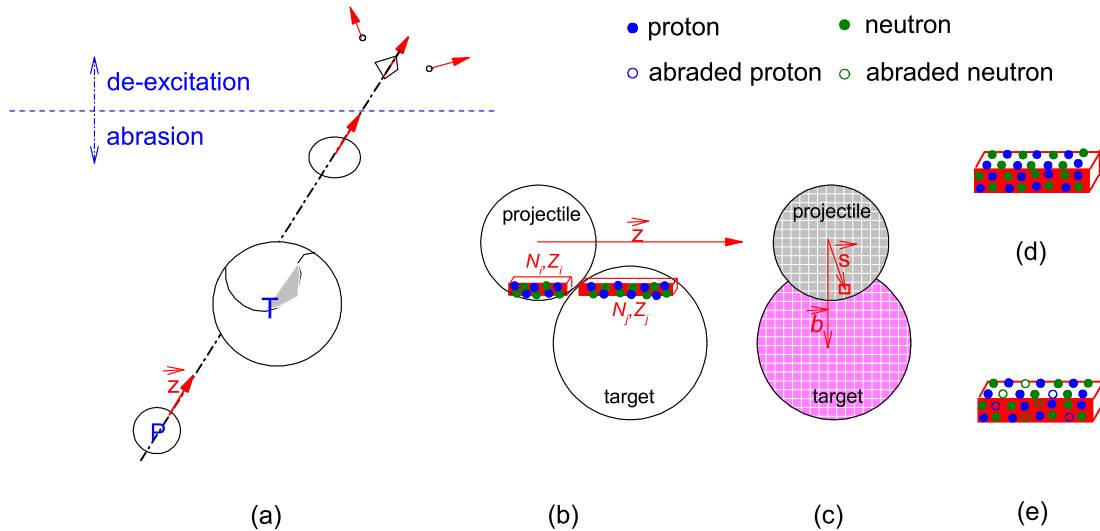 proton
neutron
abraded proton
abraded neutron
de-excitation
abrasion
T
z
P
projectile
z
N_i,Z_i
N_j,Z_j
target
projectile
s
b
target
(a)
(b)
(c)
(d)
(e)